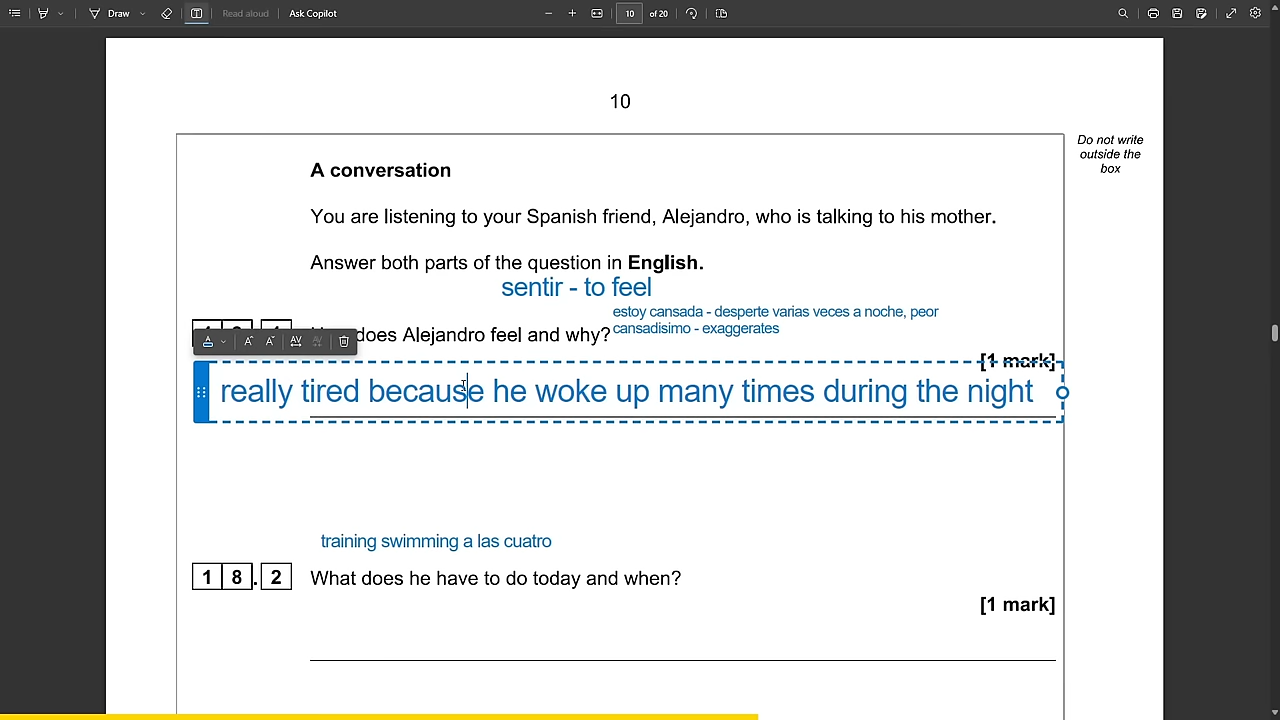 Draw
Read aloud
Ask Copilot
10
of 20
10
Do not write
outside the
box
A conversation
You are listening to your Spanish friend, Alejandro, who is talking to his mother.
Answer both parts of the question in English.
sentir - to feel
estoy cansada - desperte varias veces a noche, peor
cansadisimo - exaggerates
does Alejandro feel and why?
[1 mark]
really tired because he woke up many times during the night
training swimming a las cuatro
1 8 . 2 What does he have to do today and when?
[1 mark]